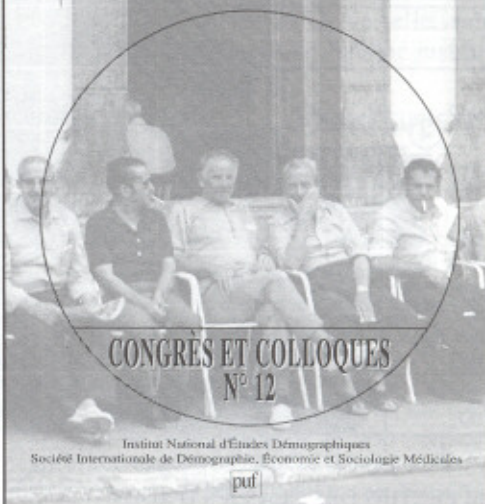 CONGRÈS ET COLLOQUES
N° 12
Institut National d'Études Démographiques
Société Internationale de Démographie, Économie et Sociologie Médicales
puf